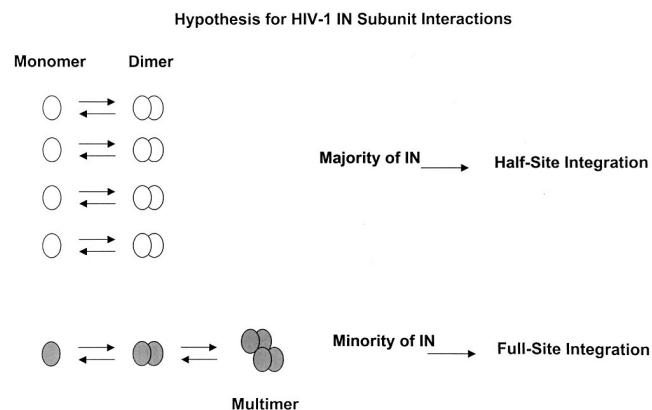 Hypothesis for HIV-1 IN Subunit Interactions
Monomer Dimer
Majority of IN Half-Site Integration
Minority of IN Full-Site Integration
Multimer